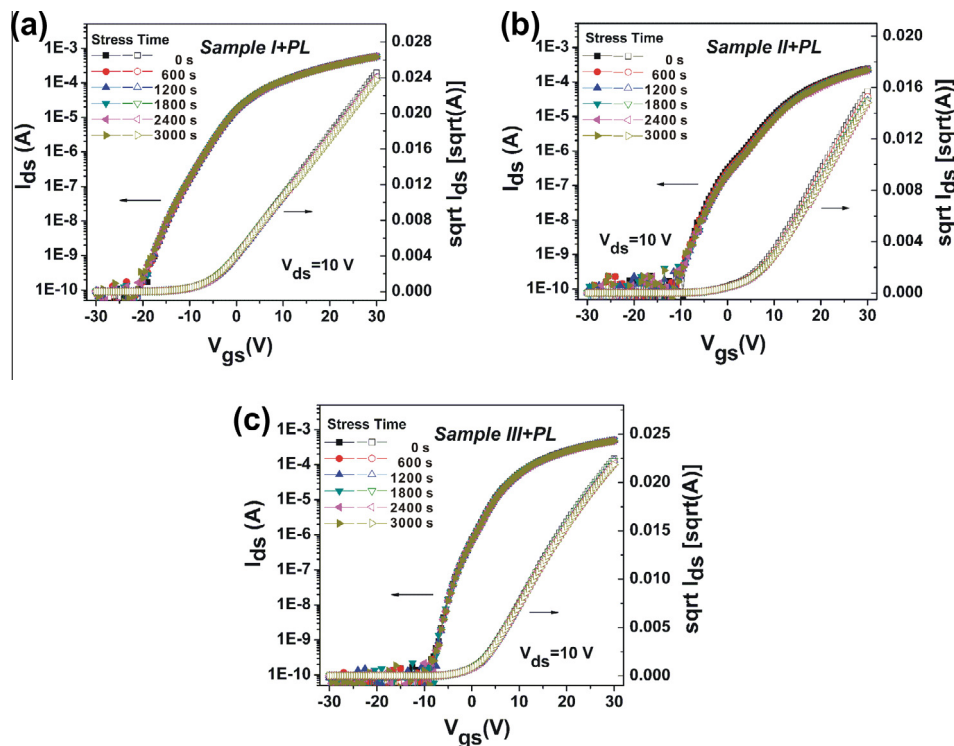 (a)
Stress Time
Sample I+PL
0 s
600 s
1200 s
1800 s
2400 s
3000 s
1E-3
1E-4
1E-5
1E-6
1E-7
1E-8
1E-9
1E-10
Ids (A)
0.028
0.024
0.020
0.016
0.012
0.008
0.004
0.000
sqrt Ids [sqrt(A)]
Vds=10 V
-30 -20 -10 0 10 20 30
Vgs(V)
(b)
Stress Time
Sample II+PL
0 s
600 s
1200 s
1800 s
2400 s
3000 s
1E-3
1E-4
1E-5
1E-6
1E-7
1E-8
1E-9
1E-10
Ids (A)
0.020
0.016
0.012
0.008
0.004
0.000
sqrt Ids [sqrt(A)]
Vds=10 V
-30 -20 -10 0 10 20 30
Vgs(V)
(c)
Stress Time
Sample III+PL
0 s
600 s
1200 s
1800 s
2400 s
3000 s
1E-3
1E-4
1E-5
1E-6
1E-7
1E-8
1E-9
1E-10
Ids (A)
0.025
0.020
0.015
0.010
0.005
0.000
sqrt Ids [sqrt(A)]
Vds=10 V
-30 -20 -10 0 10 20 30
Vgs(V)